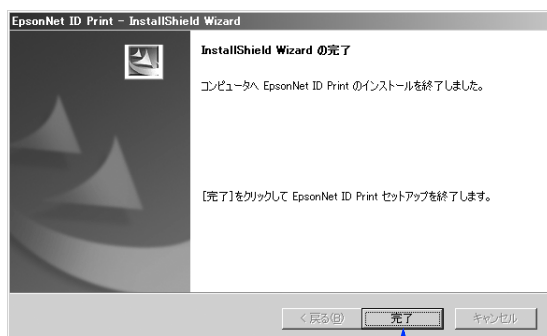 EpsonNet ID Print - InstallShield Wizard
InstallShield Wizard の完了
コンピュータへ EpsonNet ID Print のインストールを終了しました。
[完了]をクリックして EpsonNet ID Print セットアップを終了します。
< 戻る(B) 完了 キャンセル